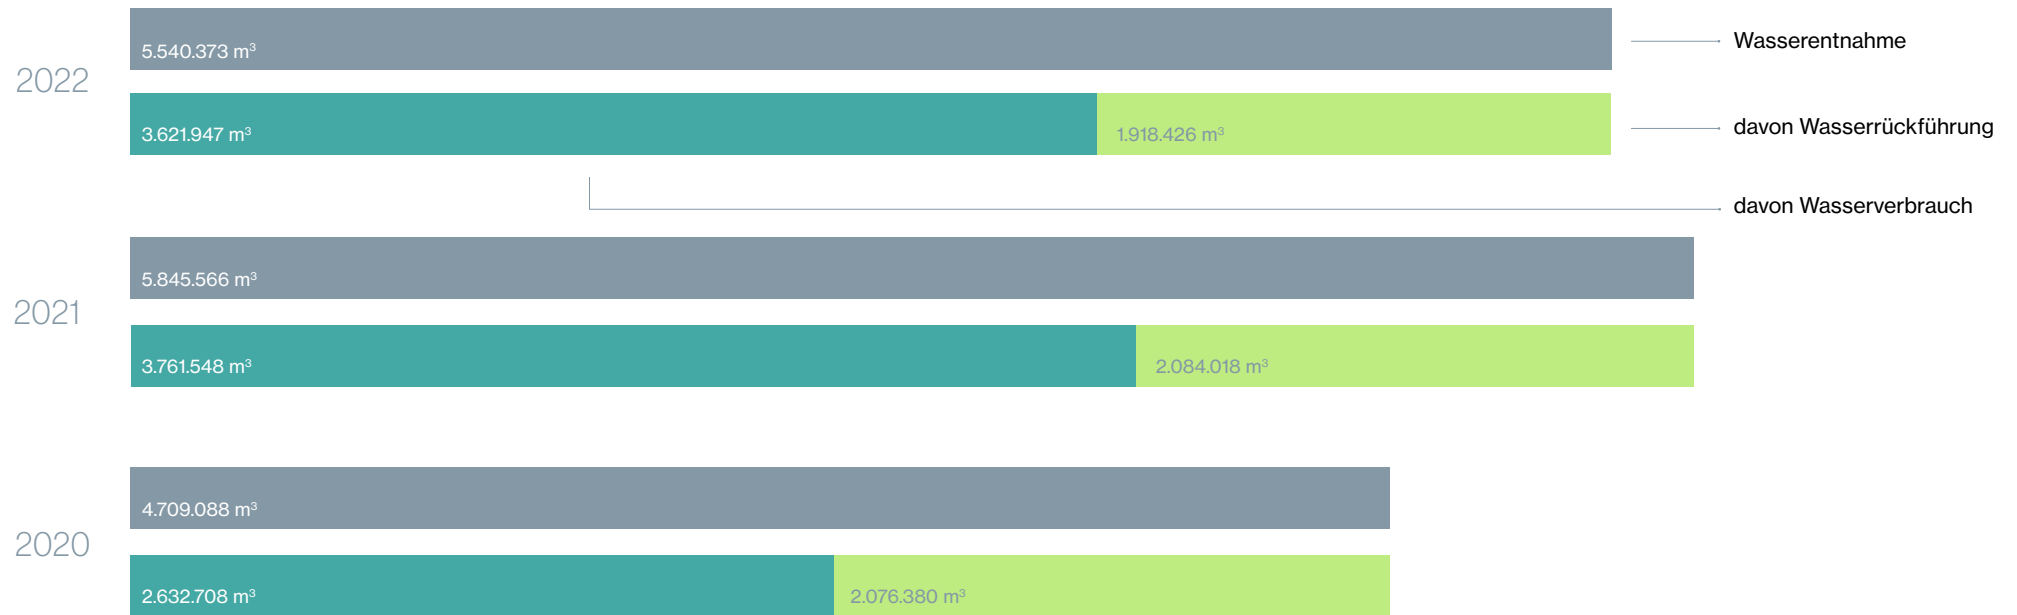 2022
5.540.373 m³
Wasserentnahme
3.621.947 m³
1.918.426 m³
davon Wasserrückführung
davon Wasserverbrauch
2021
5.845.566 m³
3.761.548 m³
2.084.018 m³
2020
4.709.088 m³
2.632.708 m³
2.076.380 m³